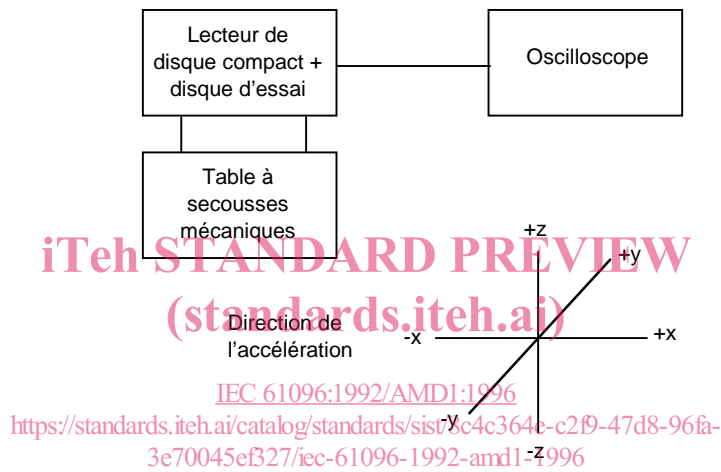 Lecteur de
disque compact +
disque d'essai
Oscilloscope
Table à
secousses
mécaniques
+z
iTeh STANDARD PREVIEW
+y
(standards.iteh.ai)
Direction de
l'accélération
-x
+x
IEC 61096:1992/AMD1:1996
-y
https://standards.iteh.ai/catalog/standards/sist/8c4c364e-c2f9-47d8-96fa-
3e70045ef327/iec-61096-1992-amd1-1996
-z